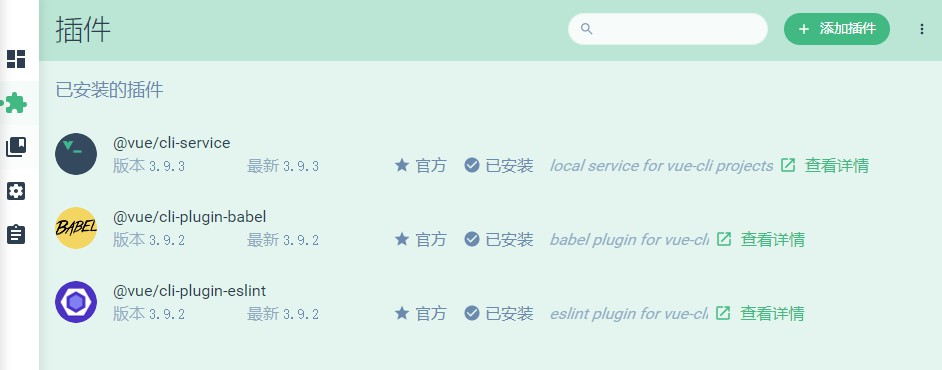 插件
添加插件
已安装的插件
@vue/cli-service
版本 3.9.3 最新 3.9.3 官方 已安装 local service for vue-cli projects 查看详情
BABEL
@vue/cli-plugin-babel
版本 3.9.2 最新 3.9.2 官方 已安装 babel plugin for vue-cli 查看详情
@vue/cli-plugin-eslint
版本 3.9.2 最新 3.9.2 官方 已安装 eslint plugin for vue-cli 查看详情